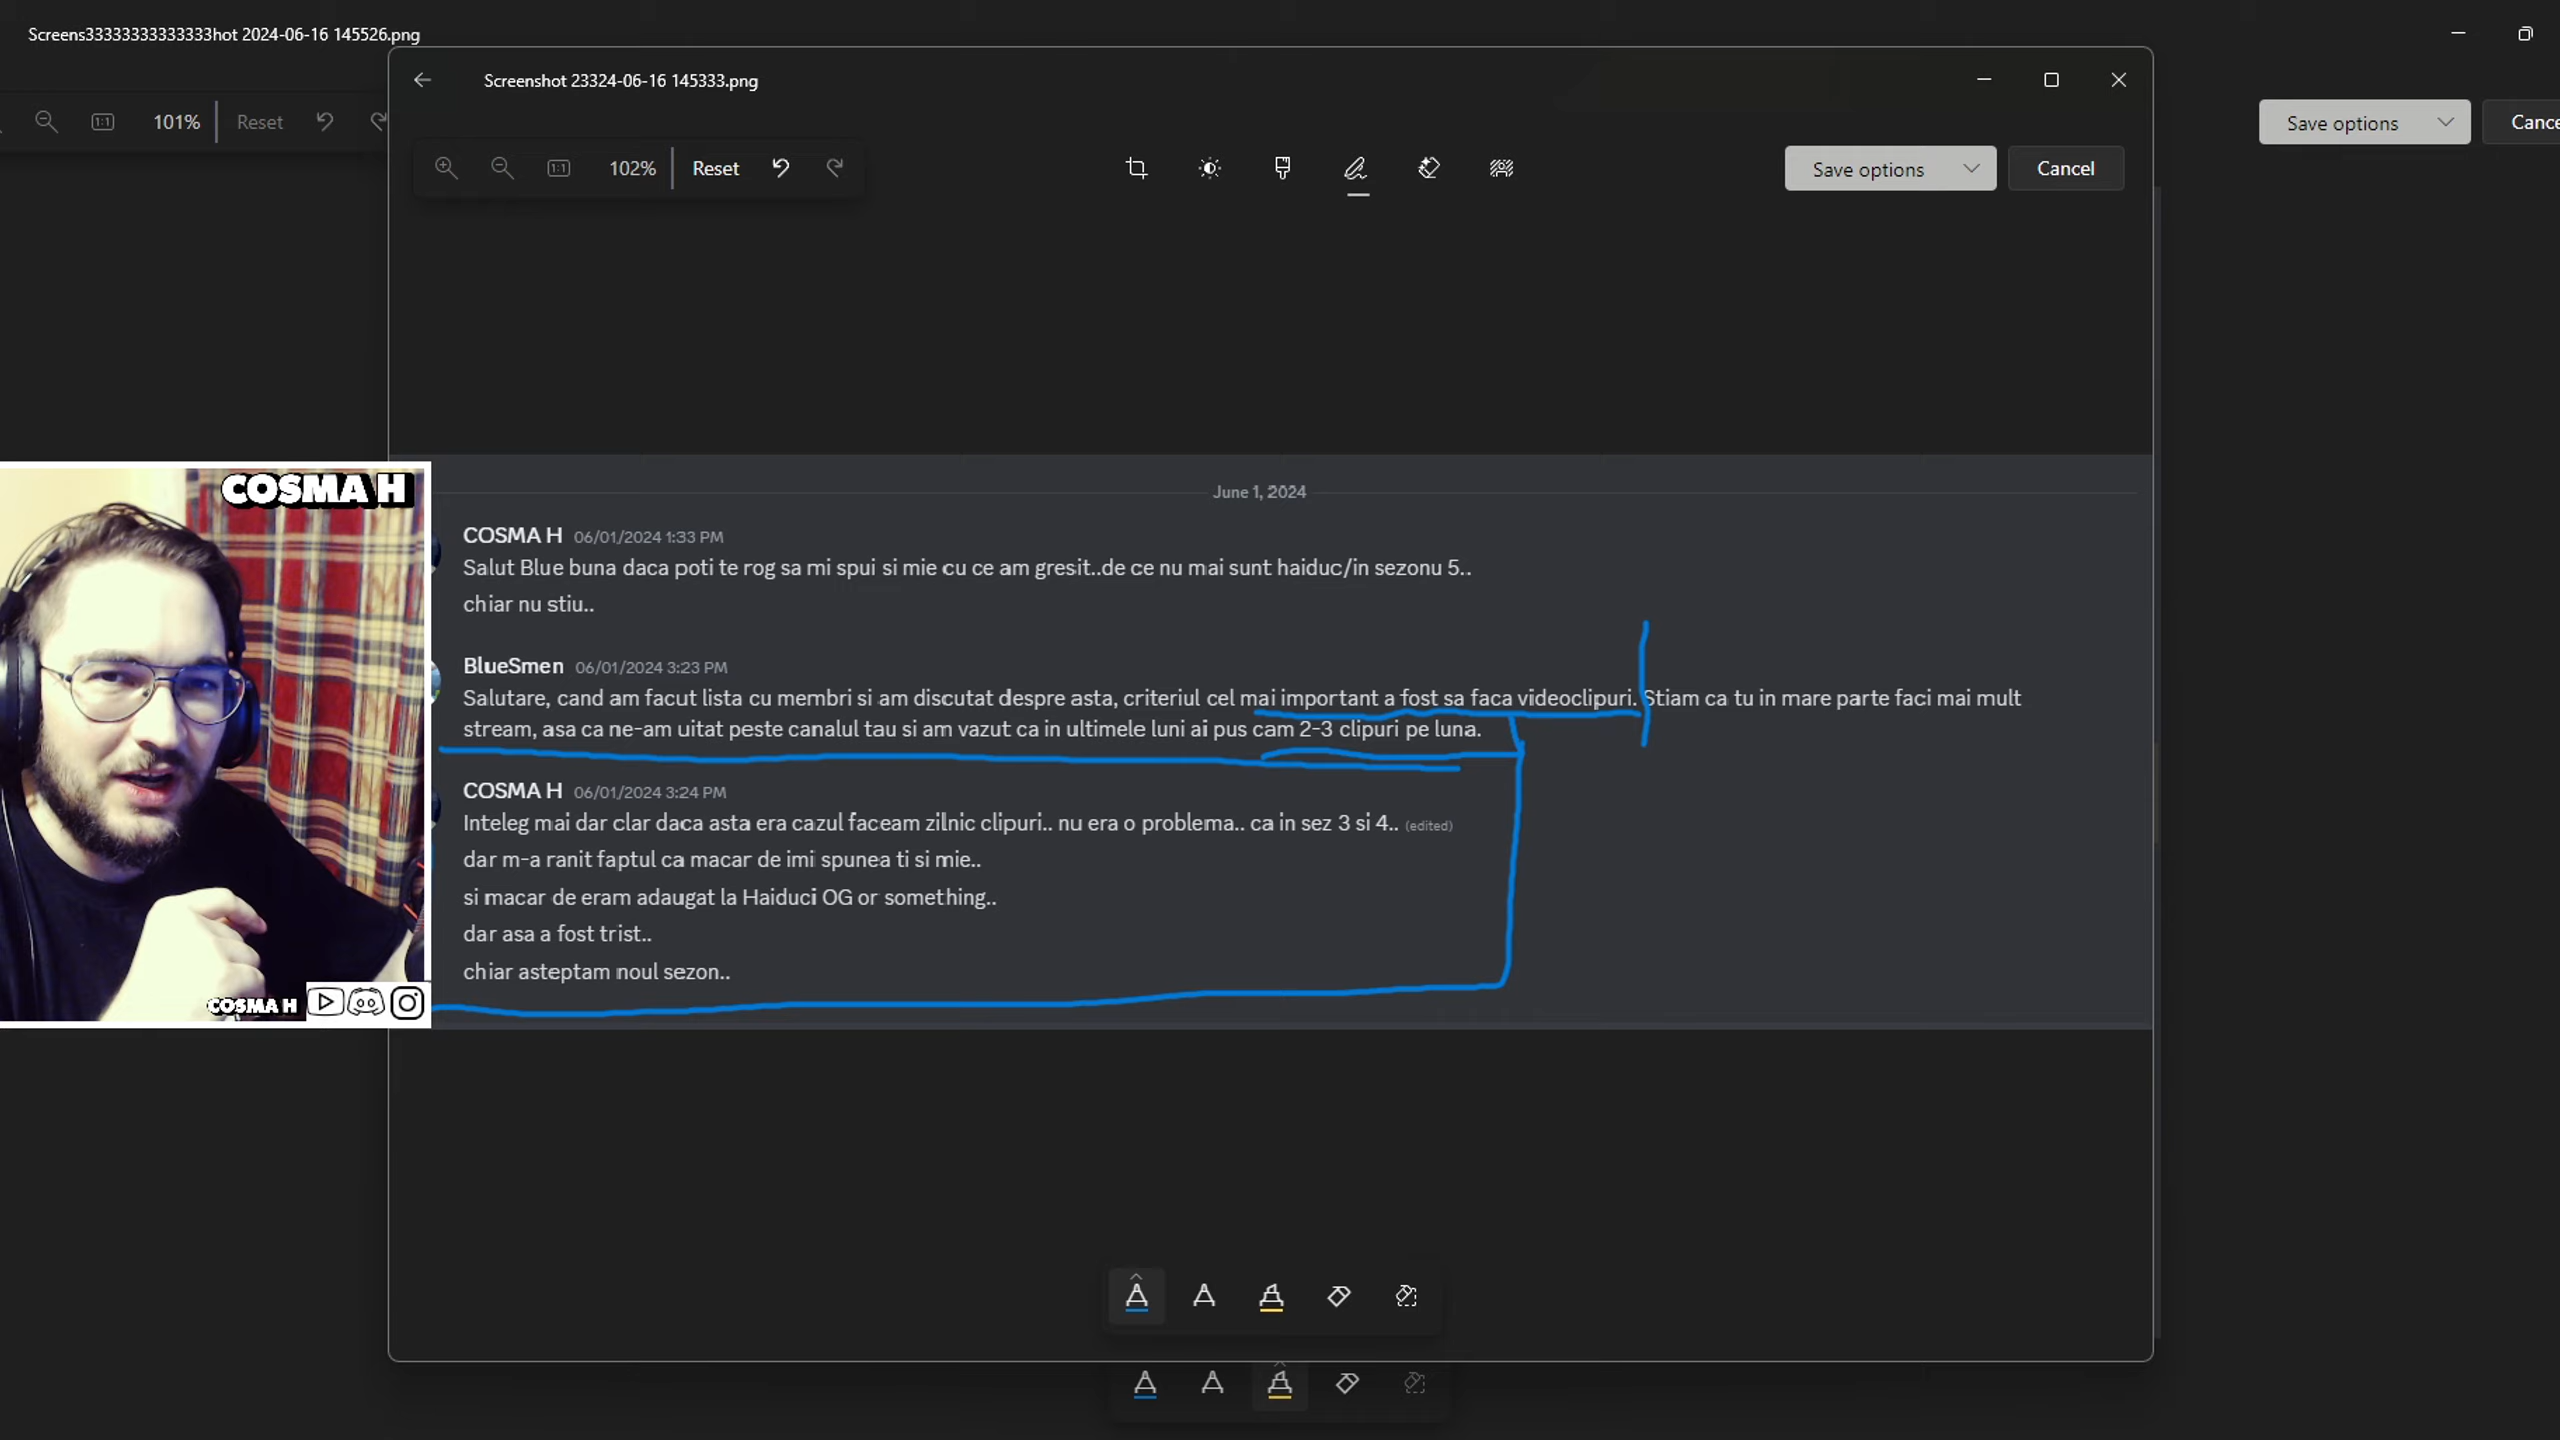 Screens33333333333333hot 2024-06-16 145526.png
Screenshot 23324-06-16 145333.png
101%
Reset
Save options
Cance
102%
Reset
Save options
Cancel
June 1, 2024
COSMA H 06/01/2024 1:33 PM
Salut Blue buna daca poti te rog sa mi spui si mie cu ce am gresit..de ce nu mai sunt haiduc/in sezonu 5..
chiar nu stiu..
BlueSmen 06/01/2024 3:23 PM
Salutare, cand am facut lista cu membri si am discutat despre asta, criteriul cel mai important a fost sa faca videoclipuri. Stiam ca tu in mare parte faci mai mult
stream, asa ca ne-am uitat peste canalul tau si am vazut ca in ultimele luni ai pus cam 2-3 clipuri pe luna.
COSMA H 06/01/2024 3:24 PM
Inteleg mai dar clar daca asta era cazul faceam zilnic clipuri.. nu era o problema.. ca in sez 3 si 4.. (edited)
dar m-a ranit faptul ca macar de imi spunea ti si mie..
si macar de eram adaugat la Haiduci OG or something..
dar asa a fost trist..
chiar asteptam noul sezon..
COSMA H
COSMA H